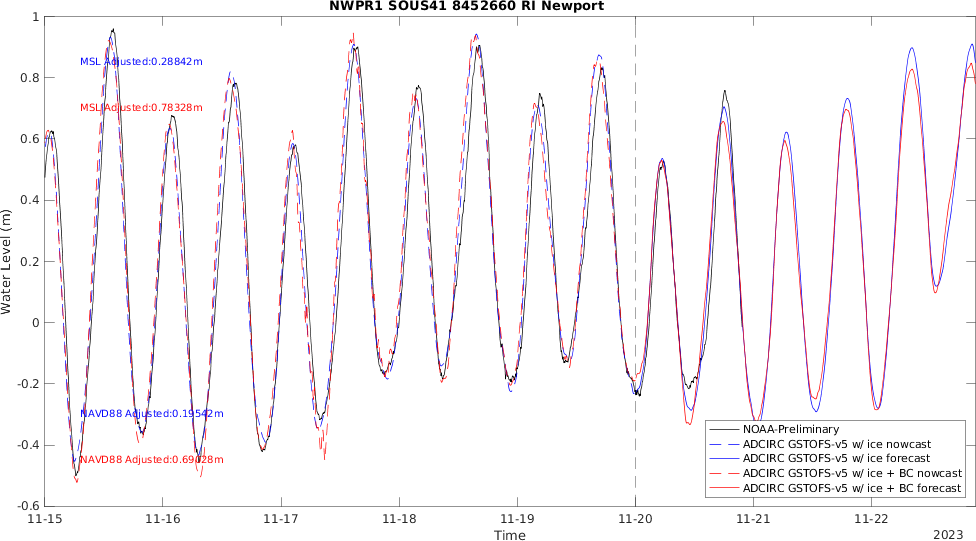 NWPR1 SOUS41 8452660 RI Newport
Water Level (m)
1
0.8
0.6
0.4
0.2
0
-0.2
-0.4
-0.6
MSL Adjusted:0.28842m
MSL Adjusted:0.78328m
NAVD88 Adjusted:0.19542m
NAVD88 Adjusted:0.69028m
NOAA-Preliminary
ADCIRC GSTOFS-v5 w/ ice nowcast
ADCIRC GSTOFS-v5 w/ ice forecast
ADCIRC GSTOFS-v5 w/ ice + BC nowcast
ADCIRC GSTOFS-v5 w/ ice + BC forecast
11-15 11-16 11-17 11-18 11-19 11-20 11-21 11-22
Time
2023